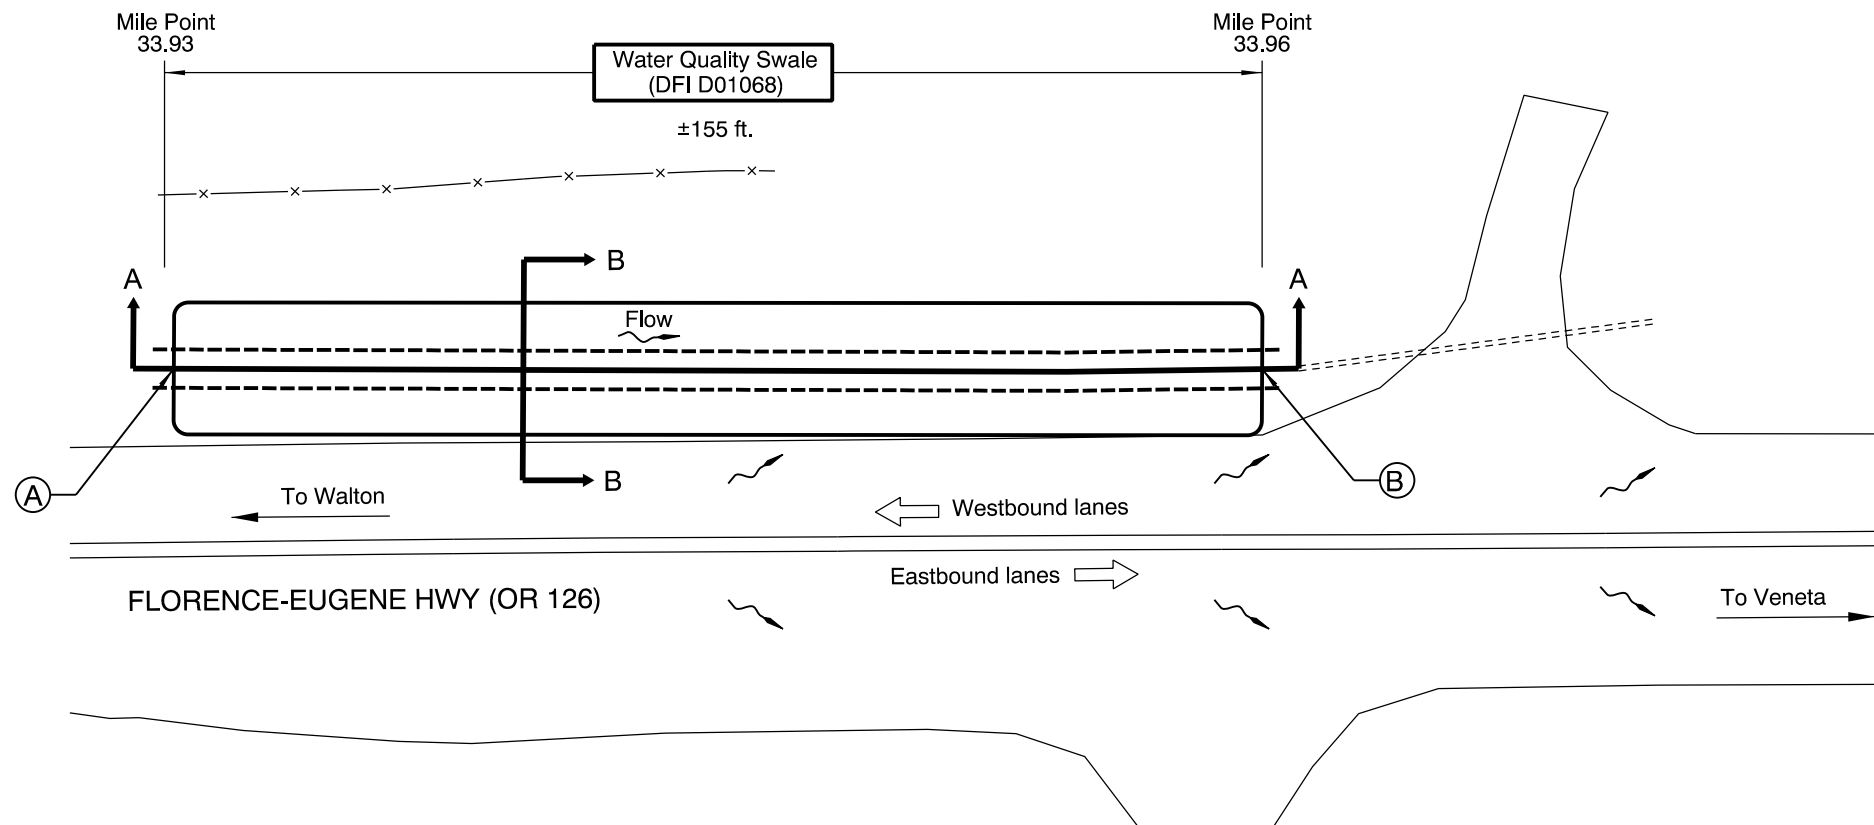 Mile Point
33.93
Mile Point
33.96
Water Quality Swale
(DFI D01068)
±155 ft.
B
A
A
Flow
B
A
B
To Walton
Westbound lanes
Eastbound lanes
FLORENCE-EUGENE HWY (OR 126)
To Veneta